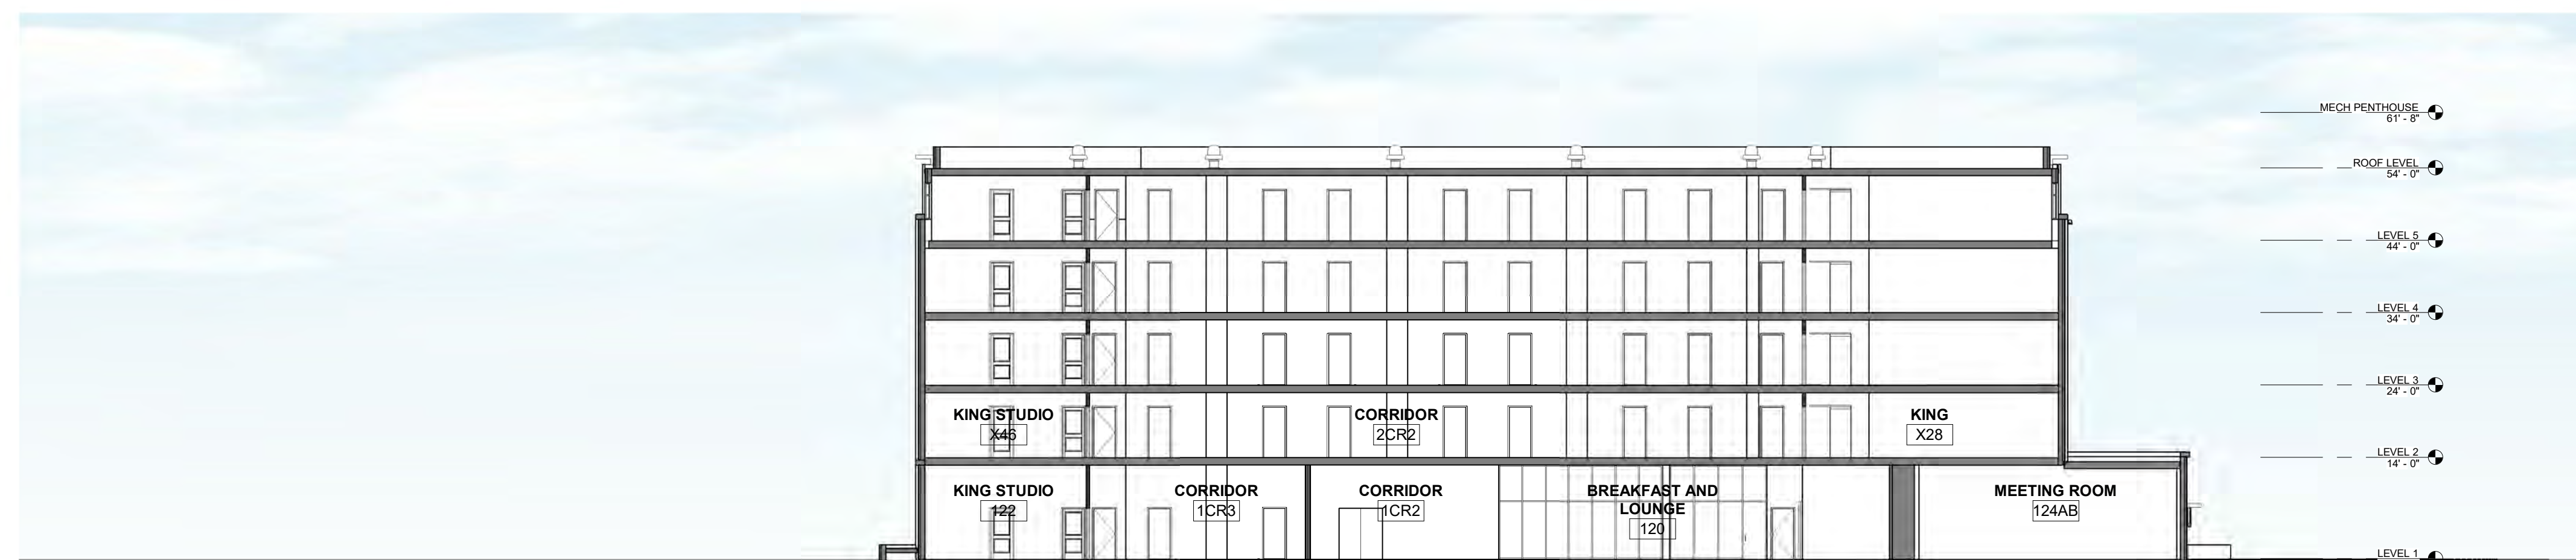 MECH PENTHOUSE
61' - 8"
ROOF LEVEL
54' - 0"
LEVEL 5
44' - 0"
LEVEL 4
34' - 0"
LEVEL 3
24' - 0"
KING STUDIO
X46
CORRIDOR
2CR2
KING
X28
LEVEL 2
14' - 0"
KING STUDIO
122
CORRIDOR
1CR3
CORRIDOR
1CR2
BREAKFAST AND
LOUNGE
120
MEETING ROOM
124AB
LEVEL 1